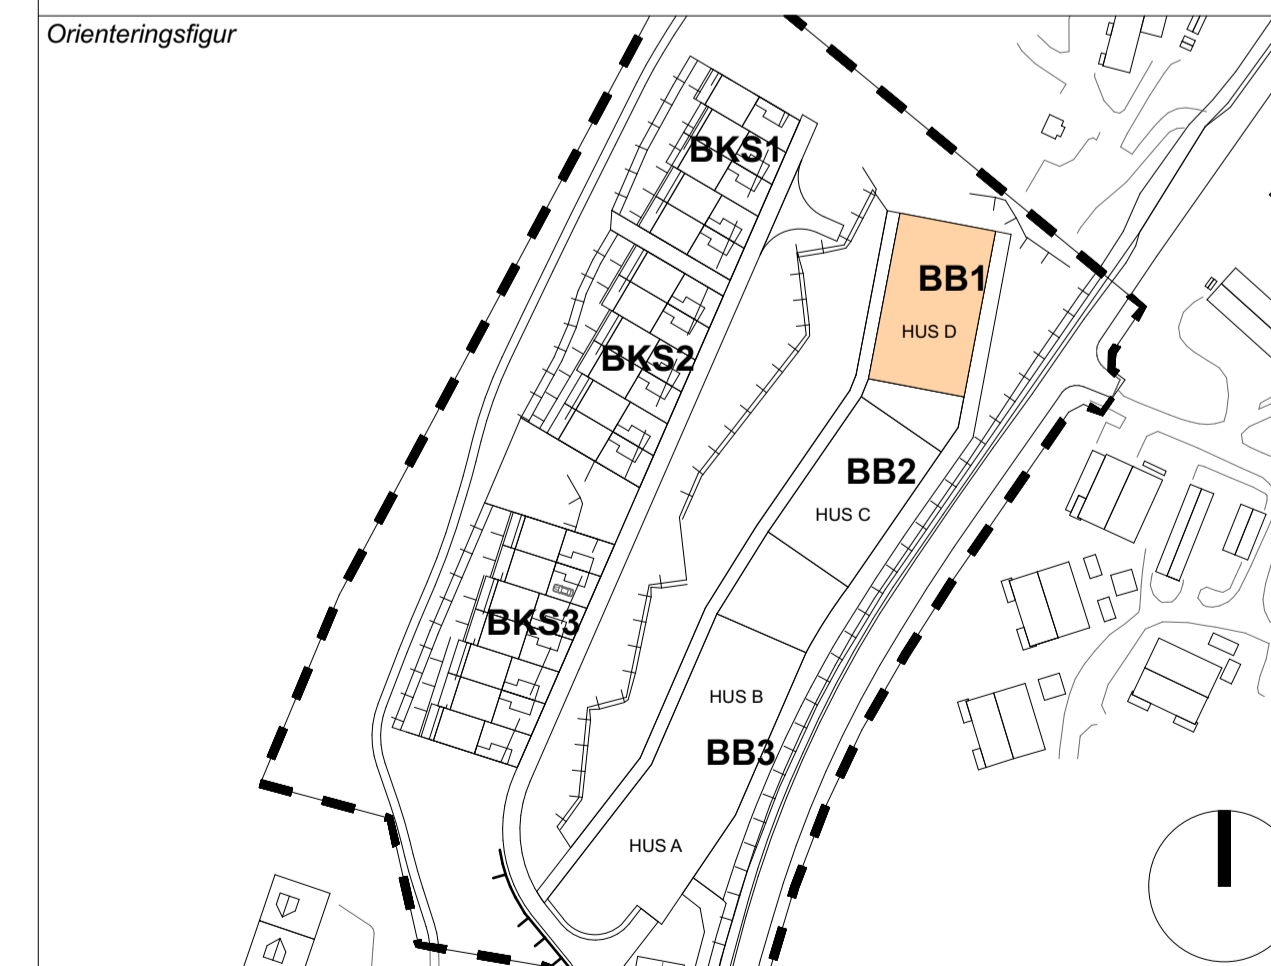 Orienteringsfigur
BKS1
BB1
HUS D
BKS2
BB2
HUS C
BKS3
HUS B
BB3
HUS A